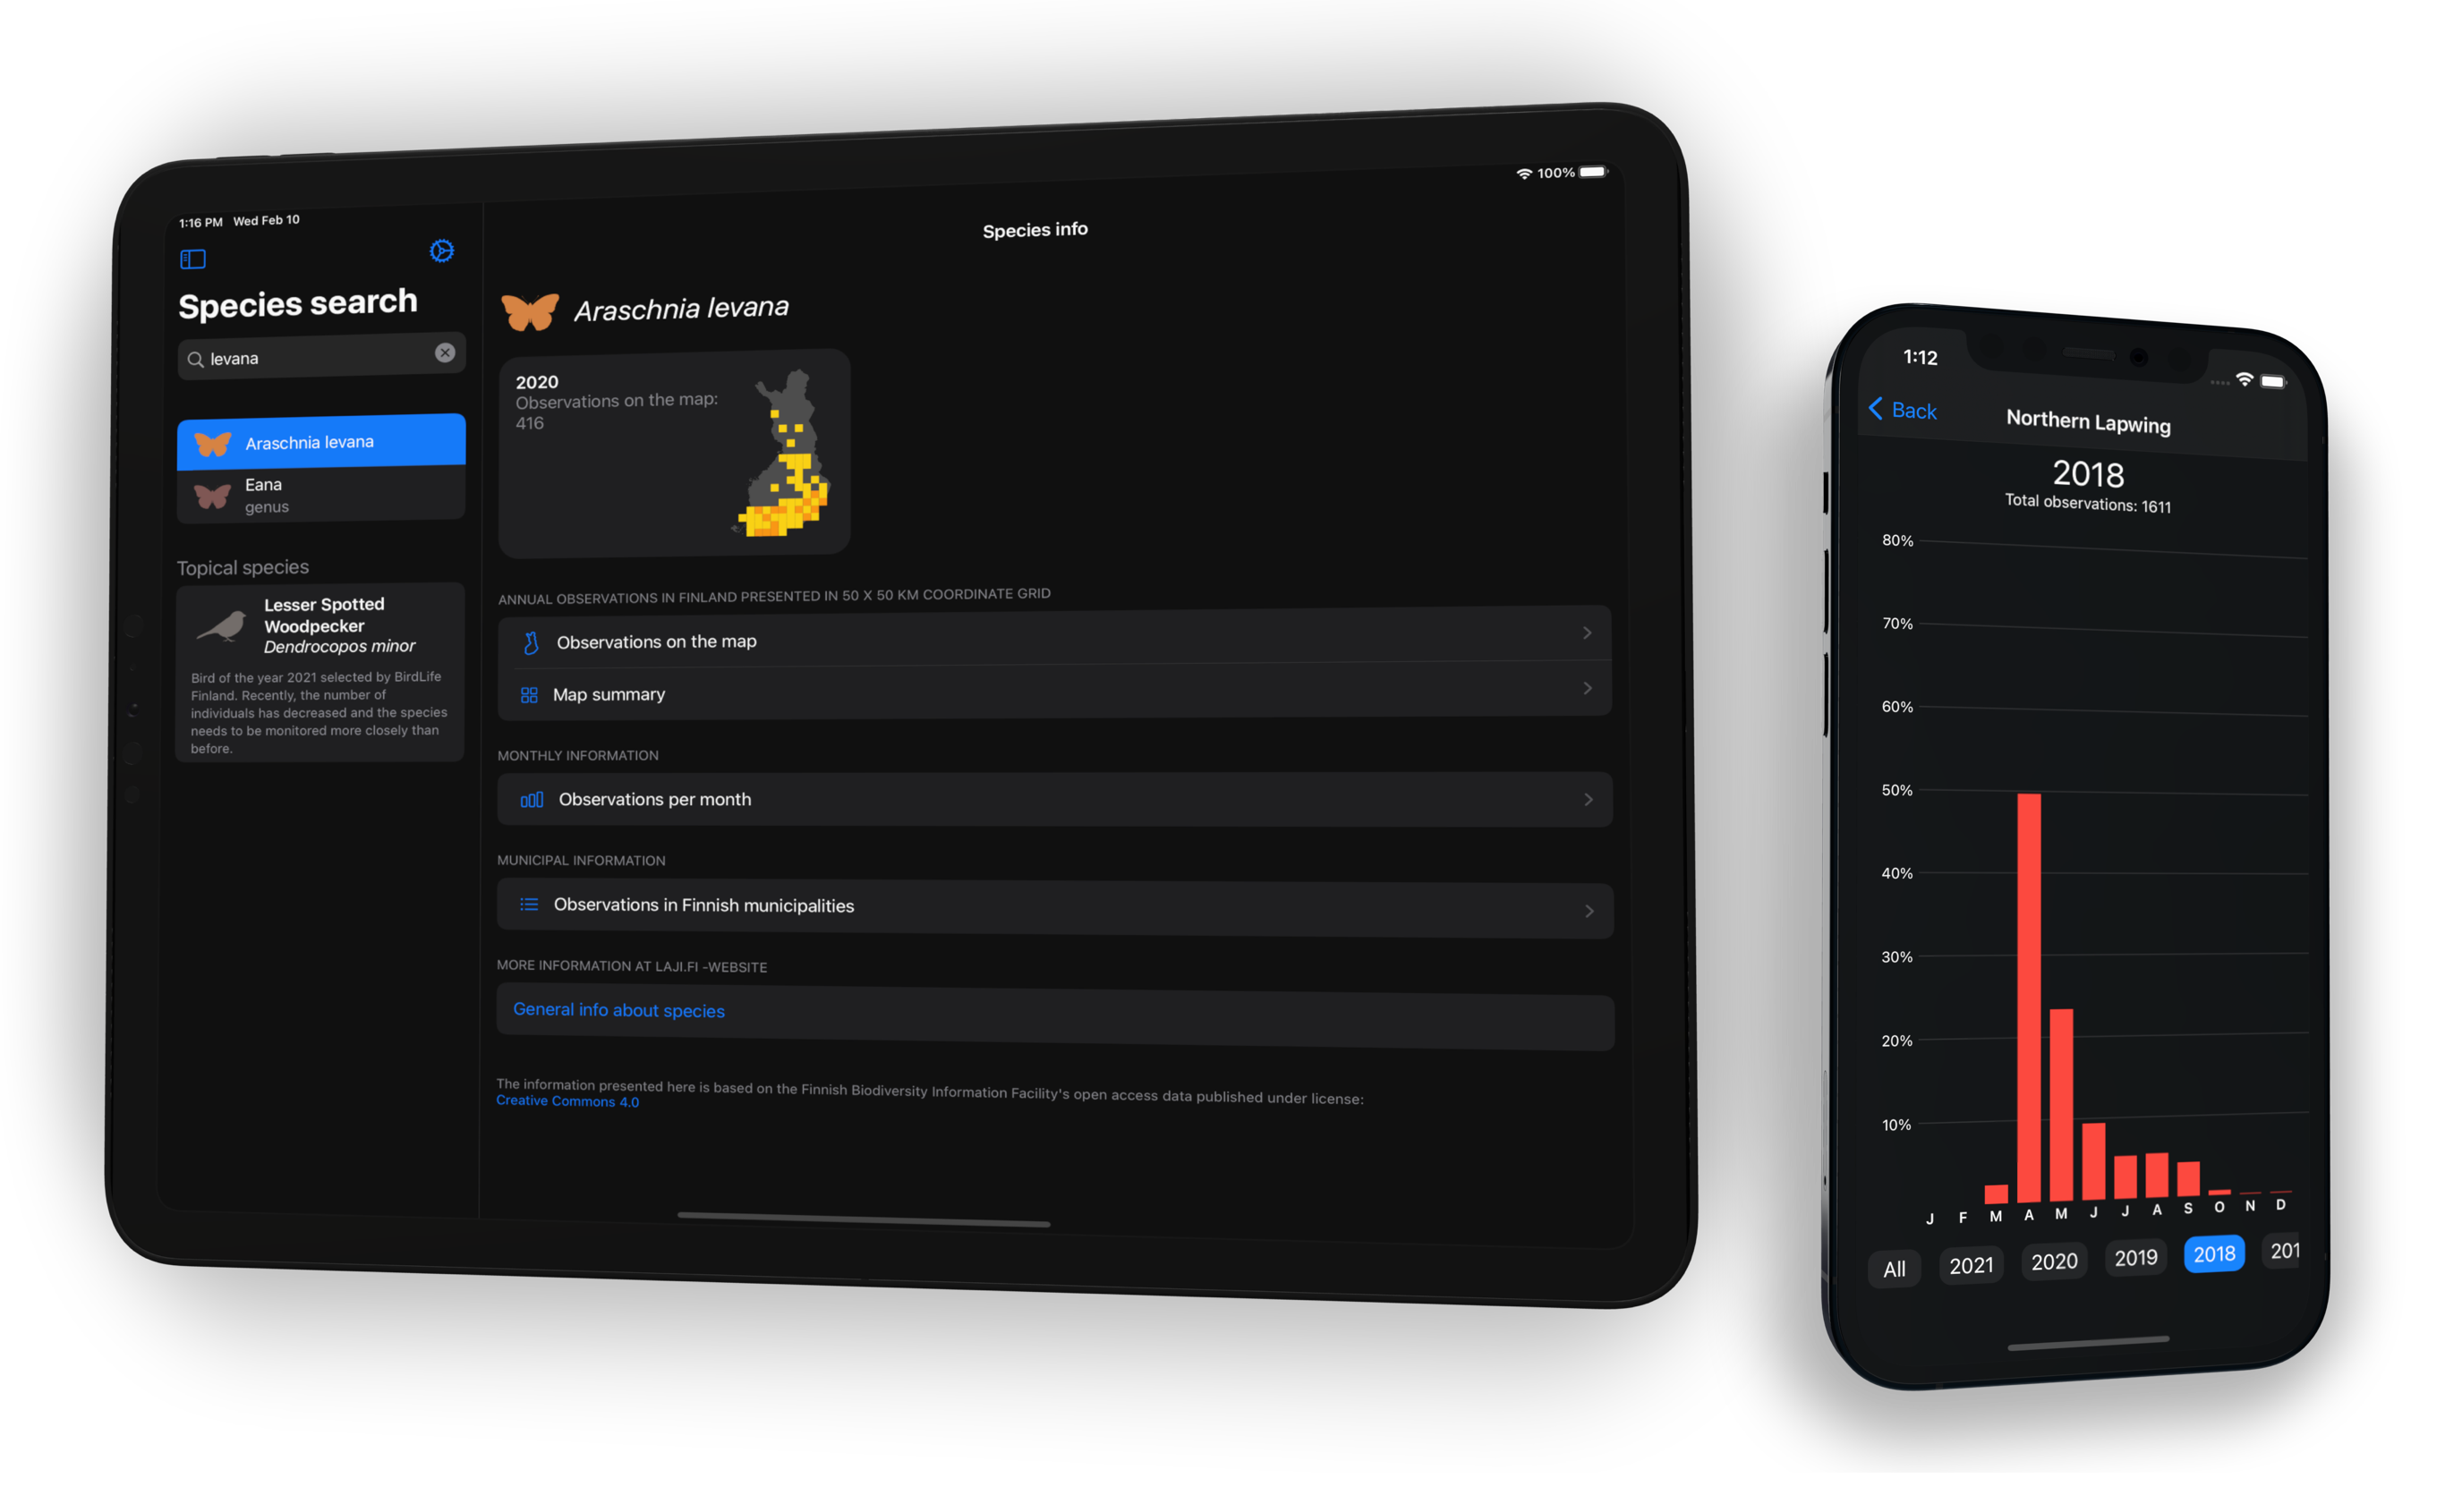 1:16 PM Wed Feb 10
100%
Species search
levana
Araschnia levana
Eana
genus
Topical species
Lesser Spotted
Woodpecker
Dendrocopos minor
Bird of the year 2021 selected by BirdLife
Finland. Recently, the number of
individuals has decreased and the species
needs to be monitored more closely than
before.
Species info
Araschnia levana
2020
Observations on the map:
416
ANNUAL OBSERVATIONS IN FINLAND PRESENTED IN 50 X 50 KM COORDINATE GRID
Observations on the map
Map summary
MONTHLY INFORMATION
Observations per month
MUNICIPAL INFORMATION
Observations in Finnish municipalities
MORE INFORMATION AT LAJI.FI -WEBSITE
General info about species
The information presented here is based on the Finnish Biodiversity Information Facility's open access data published under license:
Creative Commons 4.0
1:12
Back
Northern Lapwing
2018
Total observations: 1611
80%
70%
60%
50%
40%
30%
20%
10%
J F M A M J J A S O N D
All 2021 2020 2019 2018 201